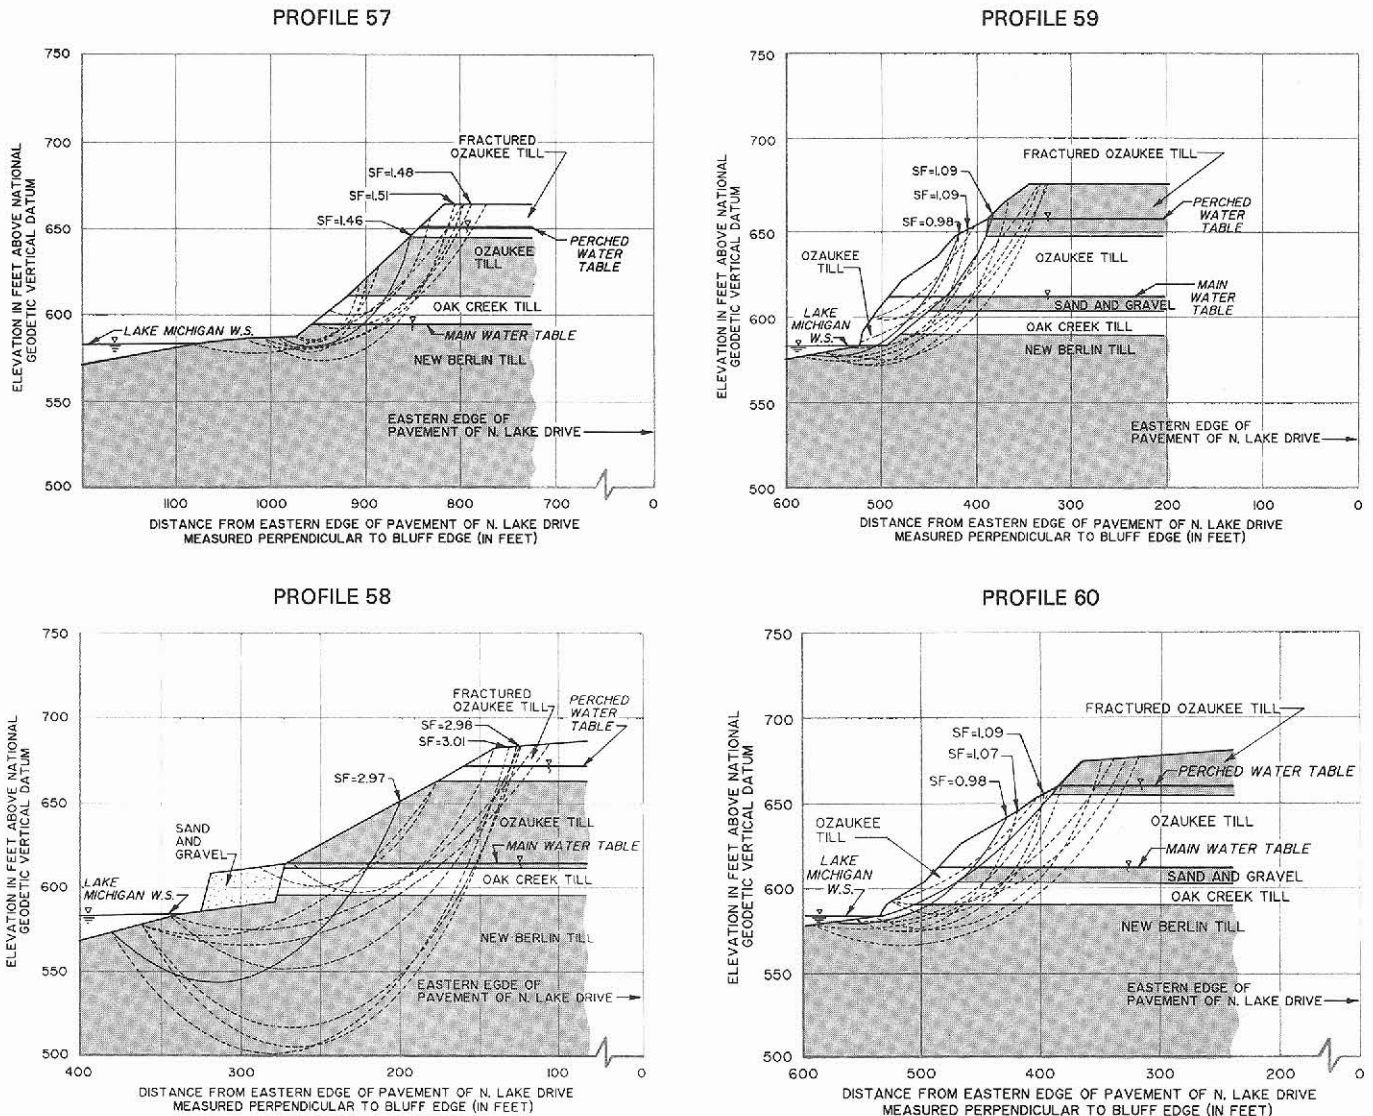 PROFILE 57
750
700
650
600
550
500
ELEVATION IN FEET ABOVE NATIONAL
GEODETIC VERTICAL DATUM
FRACTURED
OZAUKEE TILL
SF=1.48
SF=1.51
SF=1.46
PERCHED
WATER
TABLE
OZAUKEE
TILL
OAK CREEK TILL
LAKE MICHIGAN W.S.
MAIN WATER TABLE
NEW BERLIN TILL
EASTERN EDGE OF
PAVEMENT OF N. LAKE DRIVE
1100
1000
900
800
700
0
DISTANCE FROM EASTERN EDGE OF PAVEMENT OF N. LAKE DRIVE
MEASURED PERPENDICULAR TO BLUFF EDGE (IN FEET)
PROFILE 59
750
700
650
600
550
500
ELEVATION IN FEET ABOVE NATIONAL
GEODETIC VERTICAL DATUM
FRACTURED OZAUKEE TILL
SF=1.09
SF=1.09
SF=0.98
PERCHED
WATER
TABLE
OZAUKEE
TILL
OZAUKEE TILL
MAIN
WATER
TABLE
SAND AND GRAVEL
LAKE
MICHIGAN
W.S.
OAK CREEK TILL
NEW BERLIN TILL
EASTERN EDGE OF
PAVEMENT OF N. LAKE DRIVE
600
500
400
300
200
100
0
DISTANCE FROM EASTERN EDGE OF PAVEMENT OF N. LAKE DRIVE
MEASURED PERPENDICULAR TO BLUFF EDGE (IN FEET)
PROFILE 58
750
700
650
600
550
500
ELEVATION IN FEET ABOVE NATIONAL
GEODETIC VERTICAL DATUM
FRACTURED
OZAUKEE TILL
PERCHED
WATER
TABLE
SF=2.98
SF=3.01
SF=2.97
SAND
AND
GRAVEL
OZAUKEE TILL
MAIN WATER TABLE
OAK CREEK TILL
LAKE
MICHIGAN W.S.
NEW BERLIN TILL
EASTERN EGDE OF
PAVEMENT OF N. LAKE DRIVE
400
300
200
100
0
DISTANCE FROM EASTERN EDGE OF PAVEMENT OF N. LAKE DRIVE
MEASURED PERPENDICULAR TO BLUFF EDGE (IN FEET)
PROFILE 60
750
700
650
600
550
500
ELEVATION IN FEET ABOVE NATIONAL
GEODETIC VERTICAL DATUM
FRACTURED OZAUKEE TILL
SF=1.09
SF=1.07
SF=0.98
PERCHED WATER TABLE
OZAUKEE
TILL
OZAUKEE TILL
MAIN WATER TABLE
LAKE
MICHIGAN
W.S.
SAND AND GRAVEL
OAK CREEK TILL
NEW BERLIN TILL
EASTERN EDGE OF
PAVEMENT OF N. LAKE DRIVE
600
500
400
300
200
0
DISTANCE FROM EASTERN EDGE OF PAVEMENT OF N. LAKE DRIVE
MEASURED PERPENDICULAR TO BLUFF EDGE (IN FEET)